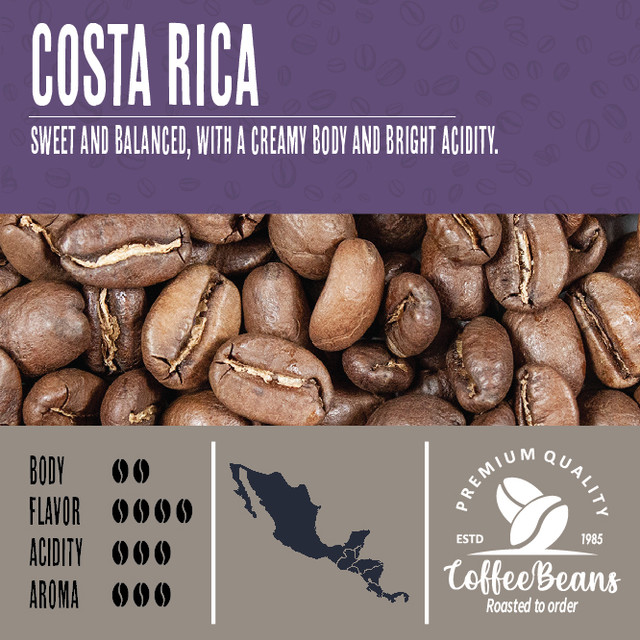 COSTA RICA
SWEET AND BALANCED, WITH A CREAMY BODY AND BRIGHT ACIDITY.
BODY
FLAVOR
ACIDITY
AROMA
PREMIUM QUALITY
ESTD 1985
CoffeeBeans
Roasted to order